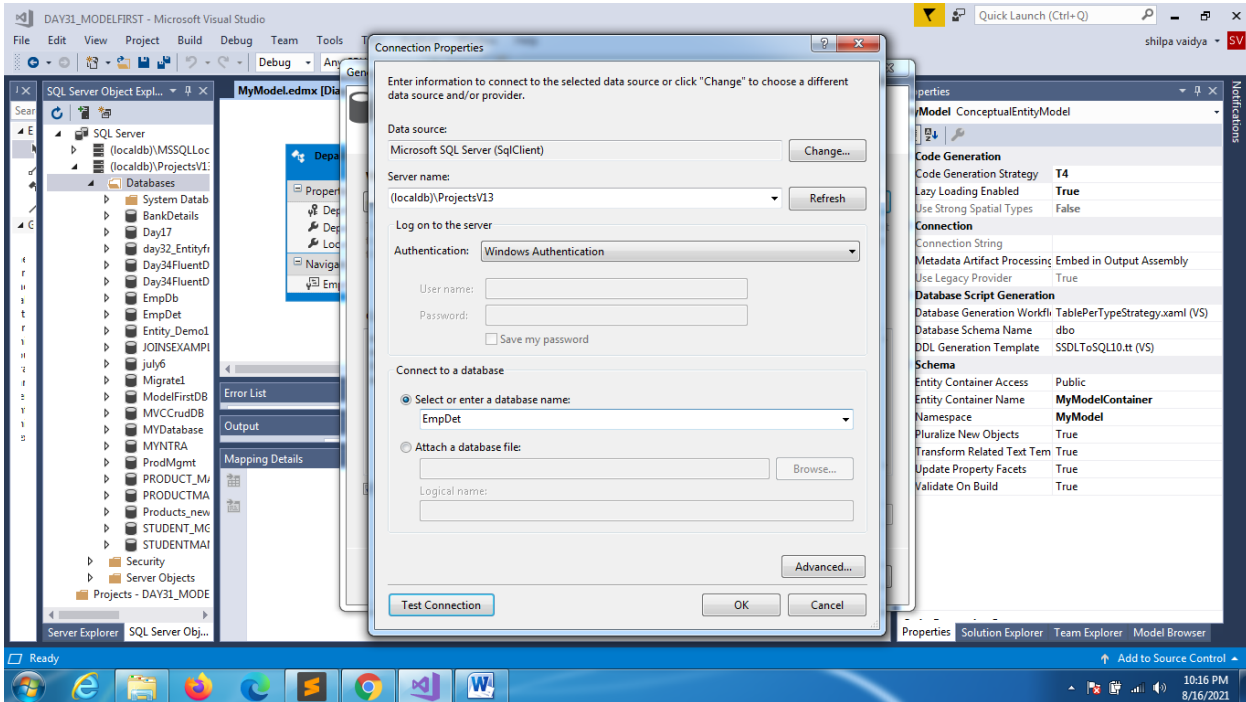 DAY31_MODELFIRST - Microsoft Visual Studio
Quick Launch (Ctrl+Q)
File Edit View Project Build Debug Team Tools
shilpa vaidya SV
Debug
SQL Server Object Expl...
MyModel.edmx [Dia
SQL Server
(localdb)\MSSQLLoc
(localdb)\ProjectsV13
Databases
System Datab
BankDetails
Day17
day32_Entityfr
Day34FluentD
Day34FluentD
EmpDb
EmpDet
Entity_Demo1
JOINSEXAMPL
july6
Migrate1
ModelFirstDB
MVCCrudDB
MYDatabase
MYNTRA
ProdMgmt
PRODUCT_M
PRODUCTMA
Products_new
STUDENT_MG
STUDENTMAI
Security
Server Objects
Projects - DAY31_MODE
Server Explorer SQL Server Obj...
Depa
Proper
Dep
Dep
Loc
Naviga
Em
Error List
Output
Mapping Details
Gen
Connection Properties
Enter information to connect to the selected data source or click "Change" to choose a different
data source and/or provider.
Data source:
Microsoft SQL Server (SqlClient) Change...
Server name:
(localdb)\ProjectsV13 Refresh
Log on to the server
Authentication: Windows Authentication
User name:
Password:
Save my password
Connect to a database
Select or enter a database name:
EmpDet
Attach a database file:
Browse...
Logical name:
Advanced...
Test Connection OK Cancel
perties
MyModel ConceptualEntityModel
Code Generation
Code Generation Strategy T4
Lazy Loading Enabled True
Use Strong Spatial Types False
Connection
Connection String
Metadata Artifact Processing Embed in Output Assembly
Use Legacy Provider True
Database Script Generation
Database Generation Workfl TablePerTypeStrategy.xaml (VS)
Database Schema Name dbo
DDL Generation Template SSDLToSQL10.tt (VS)
Schema
Entity Container Access Public
Entity Container Name MyModelContainer
Namespace MyModel
Pluralize New Objects True
Transform Related Text Tem True
Update Property Facets True
Validate On Build True
Properties Solution Explorer Team Explorer Model Browser
Notifications
Ready
Add to Source Control
10:16 PM
8/16/2021